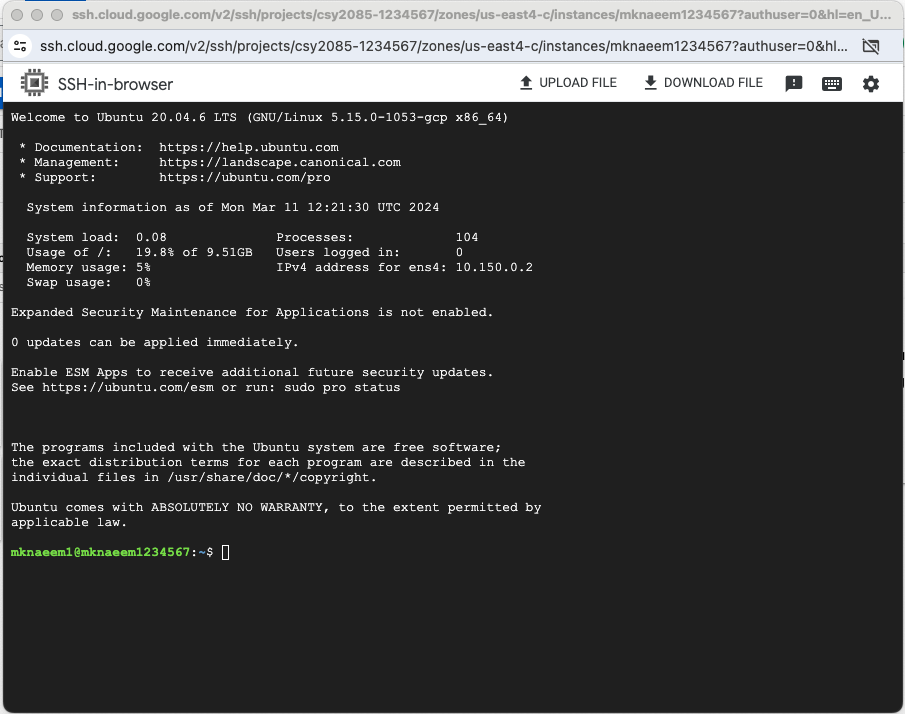 ssh.cloud.google.com/v2/ssh/projects/csy2085-1234567/zones/us-east4-c/instances/mknaeem1234567?authuser=0&hl=en_U...
ssh.cloud.google.com/v2/ssh/projects/csy2085-1234567/zones/us-east4-c/instances/mknaeem1234567?authuser=0&hl...
SSH-in-browser UPLOAD FILE DOWNLOAD FILE
Welcome to Ubuntu 20.04.6 LTS (GNU/Linux 5.15.0-1053-gcp x86_64)
* Documentation: https://help.ubuntu.com
* Management: https://landscape.canonical.com
* Support: https://ubuntu.com/pro
System information as of Mon Mar 11 12:21:30 UTC 2024
System load: 0.08 Processes: 104
Usage of /: 19.8% of 9.51GB Users logged in: 0
Memory usage: 5% IPv4 address for ens4: 10.150.0.2
Swap usage: 0%
Expanded Security Maintenance for Applications is not enabled.
0 updates can be applied immediately.
Enable ESM Apps to receive additional future security updates.
See https://ubuntu.com/esm or run: sudo pro status
The programs included with the Ubuntu system are free software;
the exact distribution terms for each program are described in the
individual files in /usr/share/doc/*/copyright.
Ubuntu comes with ABSOLUTELY NO WARRANTY, to the extent permitted by
applicable law.
mknaeem1@mknaeem1234567:~$